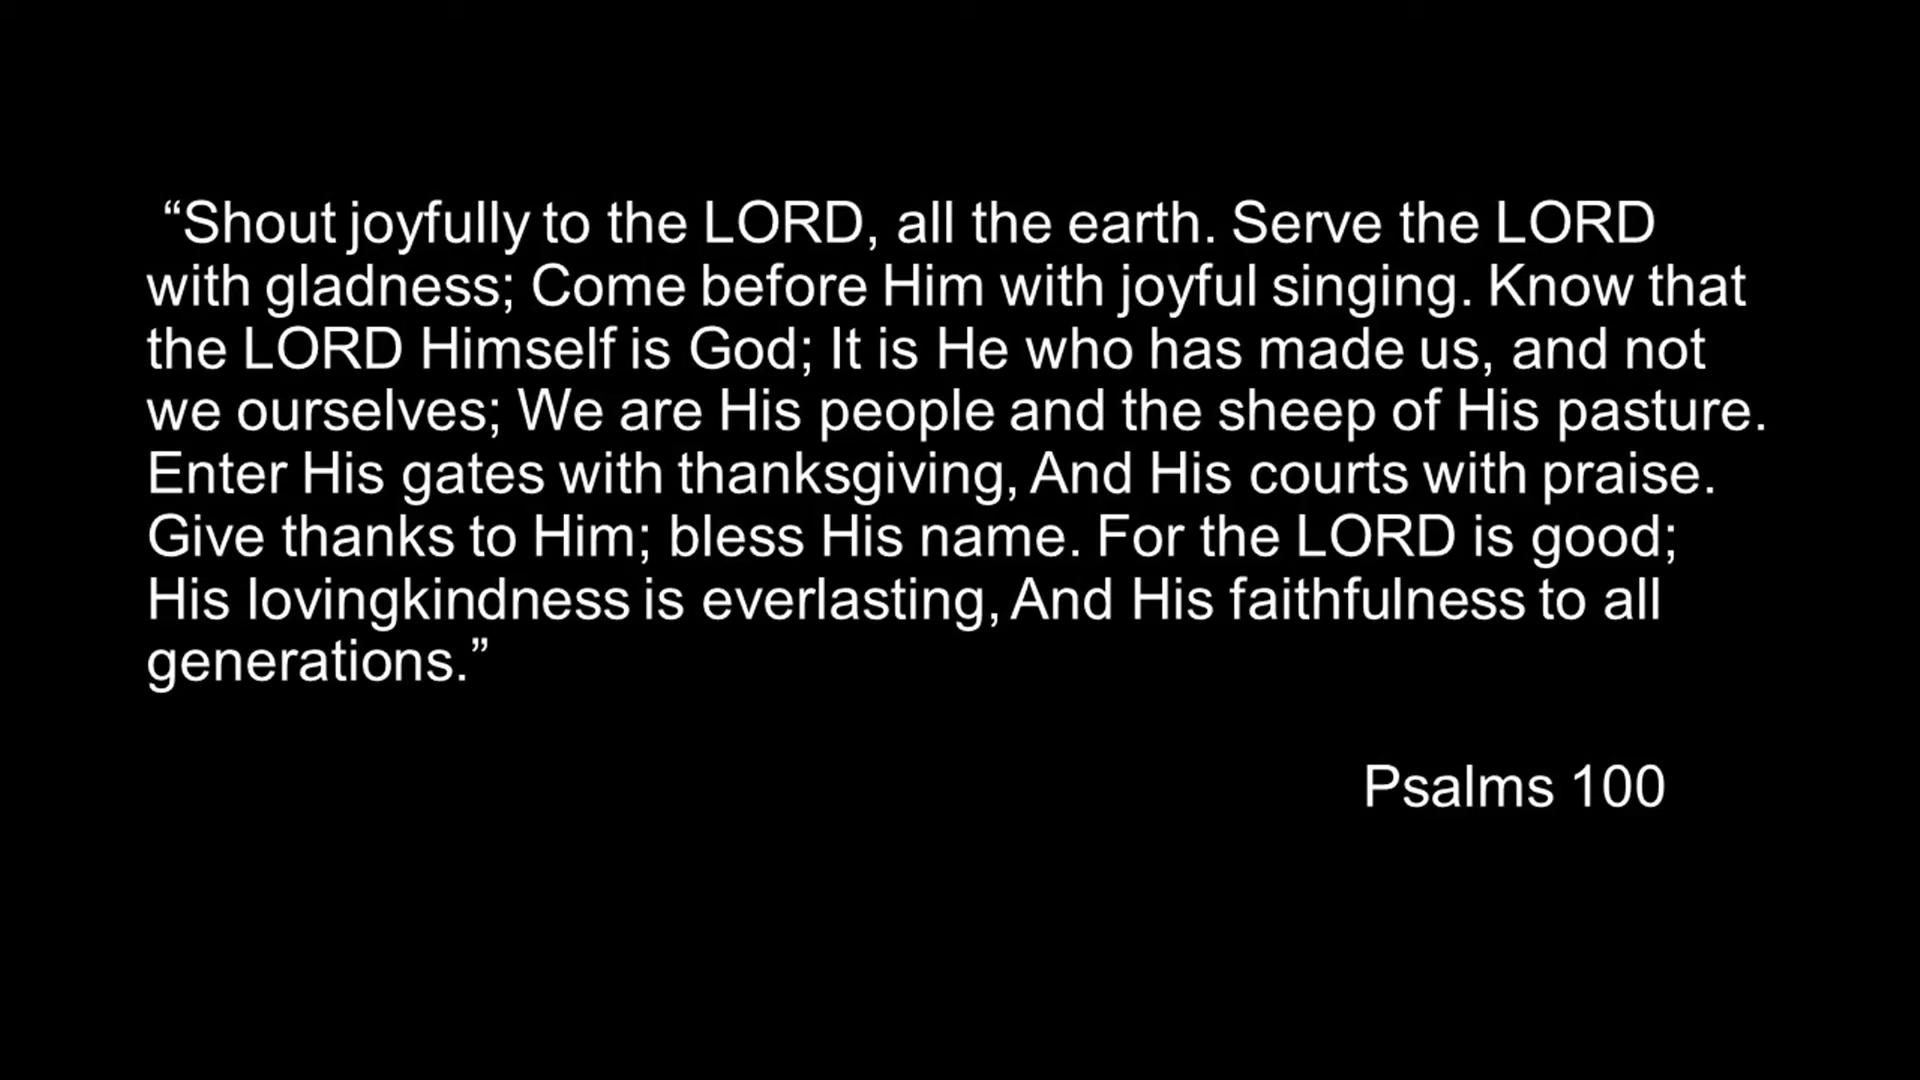 “Shout joyfully to the LORD, all the earth. Serve the LORD
with gladness; Come before Him with joyful singing. Know that
the LORD Himself is God; It is He who has made us, and not
we ourselves; We are His people and the sheep of His pasture.
Enter His gates with thanksgiving, And His courts with praise.
Give thanks to Him; bless His name. For the LORD is good;
His lovingkindness is everlasting, And His faithfulness to all
generations.”
Psalms 100